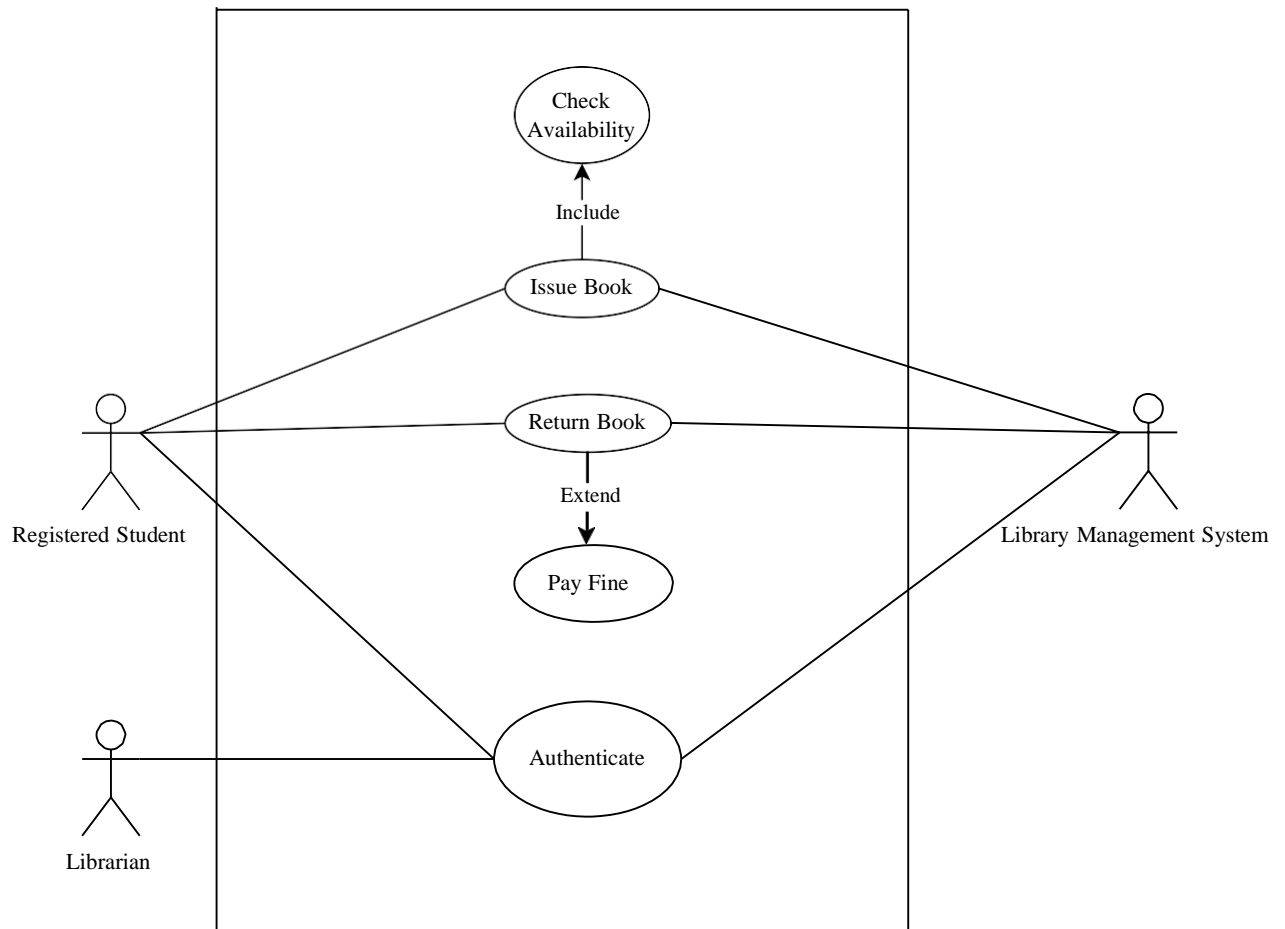 Check
Availability
Include
Issue Book
Return Book
Extend
Registered Student
Library Management System
Pay Fine
Authenticate
Librarian